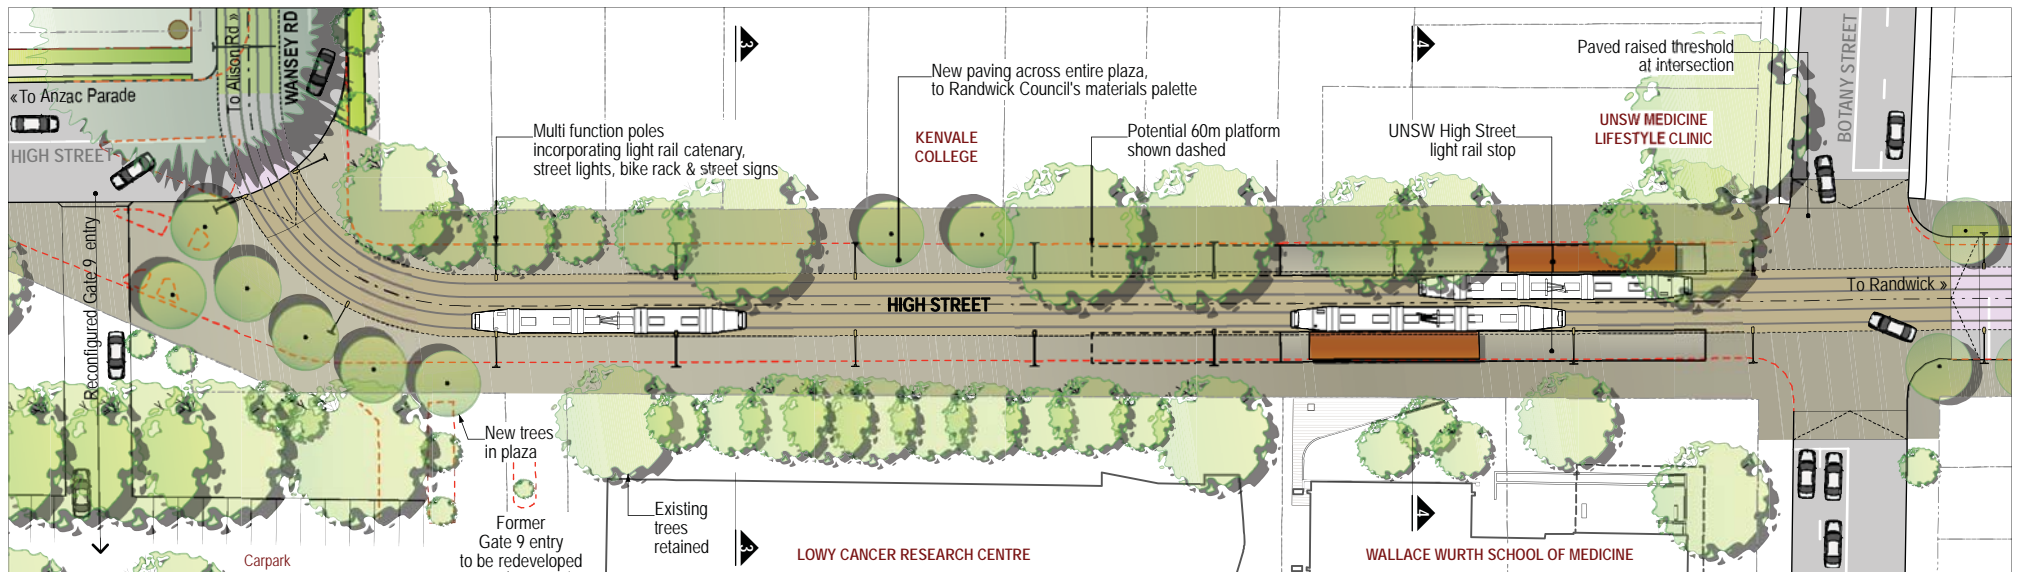 To Alison Rd »
WANSEY RD
«To Anzac Parade
HIGH STREET
Reconfigured Gate 9 entry
3
Multi function poles
incorporating light rail catenary,
street lights, bike rack & street signs
New paving across entire plaza,
to Randwick Council's materials palette
KENVALE
COLLEGE
Potential 60m platform
shown dashed
4
UNSW High Street
light rail stop
Paved raised threshold
at intersection
UNSW MEDICINE
LIFESTYLE CLINIC
BOTANY STREET
HIGH STREET
To Randwick »
New trees
in plaza
Former
Gate 9 entry
to be redeveloped
Existing
trees
retained
Carpark
3
LOWY CANCER RESEARCH CENTRE
4
WALLACE WURTH SCHOOL OF MEDICINE